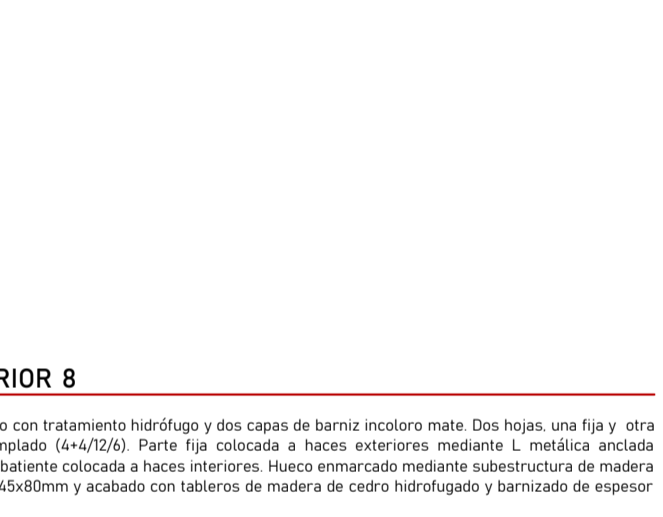 RIOR 8
o con tratamiento hidrófugo y dos capas de barniz incoloro mate. Dos hojas, una fija y otra
mplado (4+4/12/6). Parte fija colocada a haces exteriores mediante L metálica anclada
batiente colocada a haces interiores. Hueco enmarcado mediante subestructura de madera
45x80mm y acabado con tableros de madera de cedro hidrofugado y barnizado de espesor